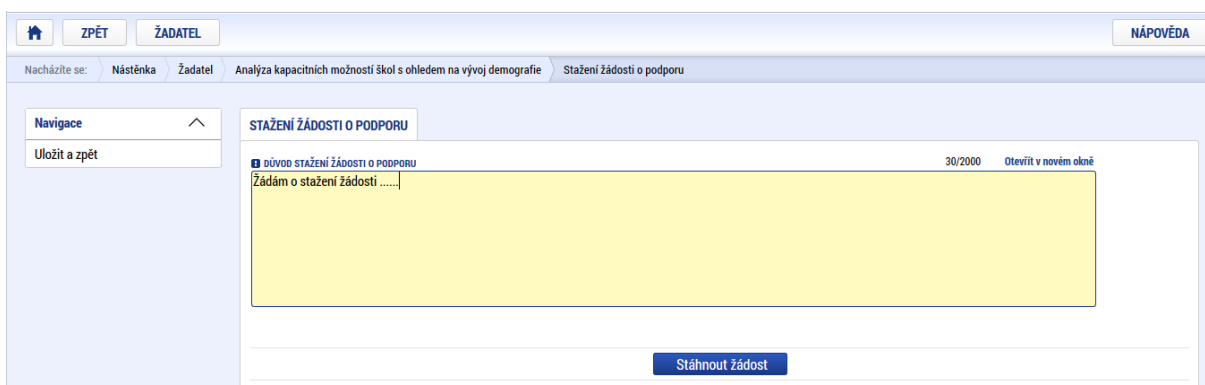 ZPĚT ŽADATEL NÁPOVĚDA
Nacházíte se: Nástěnka Žadatel Analýza kapacitních možností škol s ohledem na vývoj demografie Stažení žádosti o podporu
Navigace
Uložit a zpět
STAŽENÍ ŽÁDOSTI O PODPORU
DŮVOD STAŽENÍ ŽÁDOSTI O PODPORU 30/2000 Otevřít v novém okně
Žádám o stažení žádosti ......
Stáhnout žádost